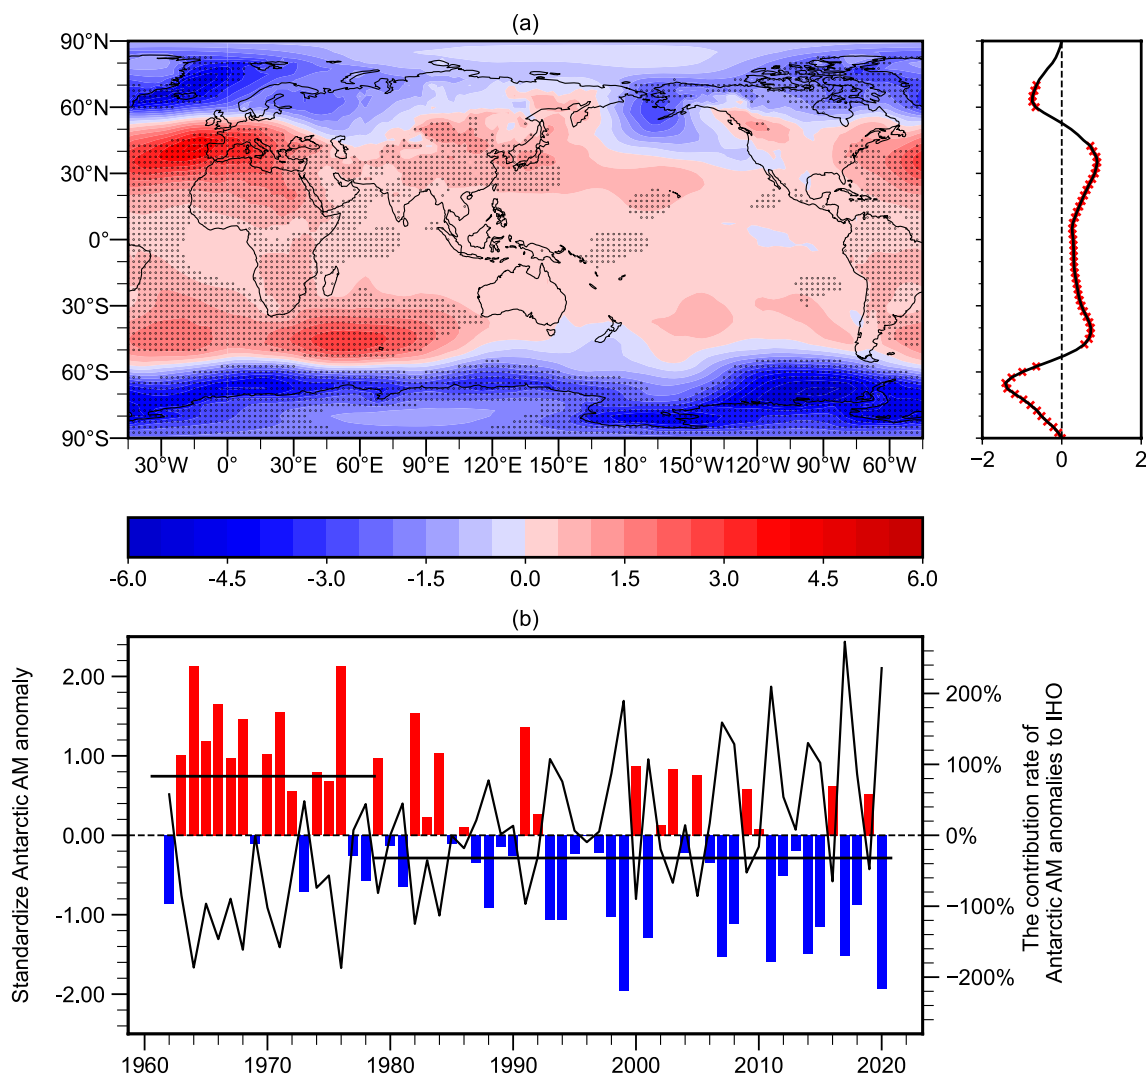 (a)
90°N
60°N
30°N
0°
30°S
60°S
90°S
30°W 0° 30°E 60°E 90°E 120°E 150°E 180° 150°W 120°W 90°W 60°W
−2 0 2
-6.0 -4.5 -3.0 -1.5 0.0 1.5 3.0 4.5 6.0
(b)
Standardize Antarctic AM anomaly
2.00
1.00
0.00
-1.00
-2.00
200%
100%
0%
−100%
−200%
The contribution rate of
Antarctic AM anomalies to IHO
1960 1970 1980 1990 2000 2010 2020